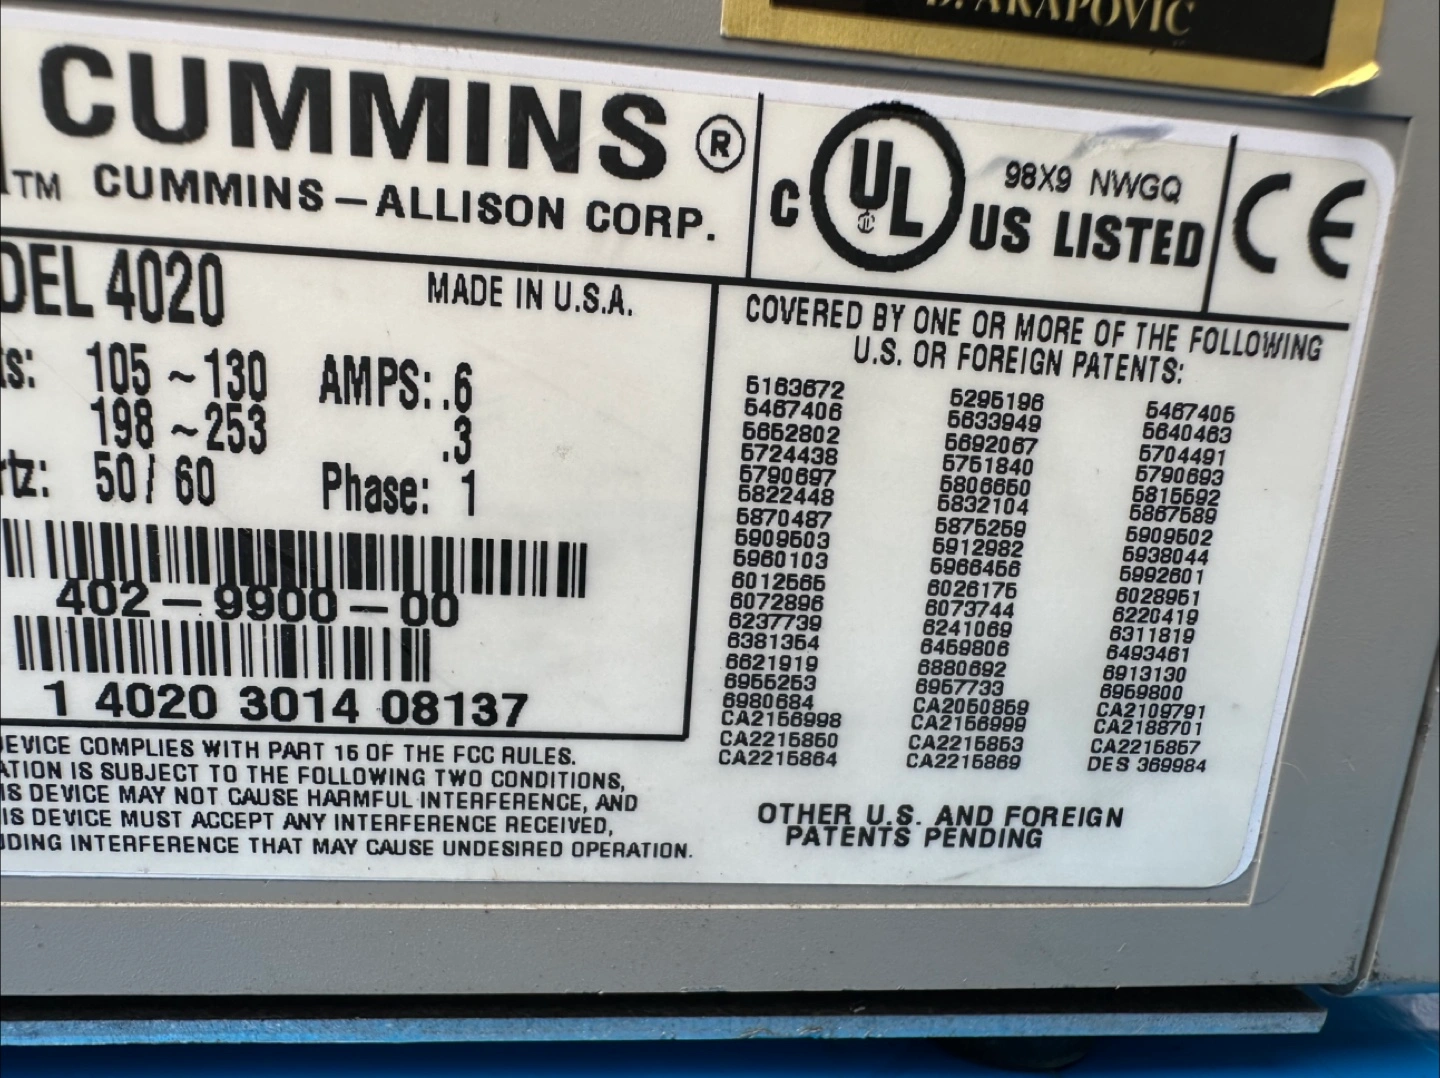 D. ARAPOVIC
CUMMINS®
TM CUMMINS-ALLISON CORP.
C UL US LISTED
98X9 NWGQ
CE
DEL 4020
MADE IN U.S.A.
ts: 105 ~ 130 AMPS: .6
198 ~ 253 .3
rtz: 50 / 60 Phase: 1
402-9900-00
1 4020 3014 08137
EVICE COMPLIES WITH PART 15 OF THE FCC RULES.
ATION IS SUBJECT TO THE FOLLOWING TWO CONDITIONS,
IS DEVICE MAY NOT CAUSE HARMFUL INTERFERENCE, AND
IS DEVICE MUST ACCEPT ANY INTERFERENCE RECEIVED,
UDING INTERFERENCE THAT MAY CAUSE UNDESIRED OPERATION.
COVERED BY ONE OR MORE OF THE FOLLOWING
U.S. OR FOREIGN PATENTS:
5163672 5295196 5467405
5467406 5633949 5640463
5652802 5692067 5704491
5724438 5751840 5790693
5790697 5806650 5815592
5822448 5832104 5867589
5870487 5875259 5909502
5909503 5912982 5938044
5960103 5966456 5992601
6012565 6026175 6028951
6072896 6073744 6220419
6237739 6241069 6311819
6381354 6459806 6493461
6621919 6880692 6913130
6955253 6957733 6959800
6980684 CA2050859 CA2109791
CA2156998 CA2156999 CA2188701
CA2215850 CA2215853 CA2215857
CA2215864 CA2215869 DES 369984
OTHER U.S. AND FOREIGN
PATENTS PENDING